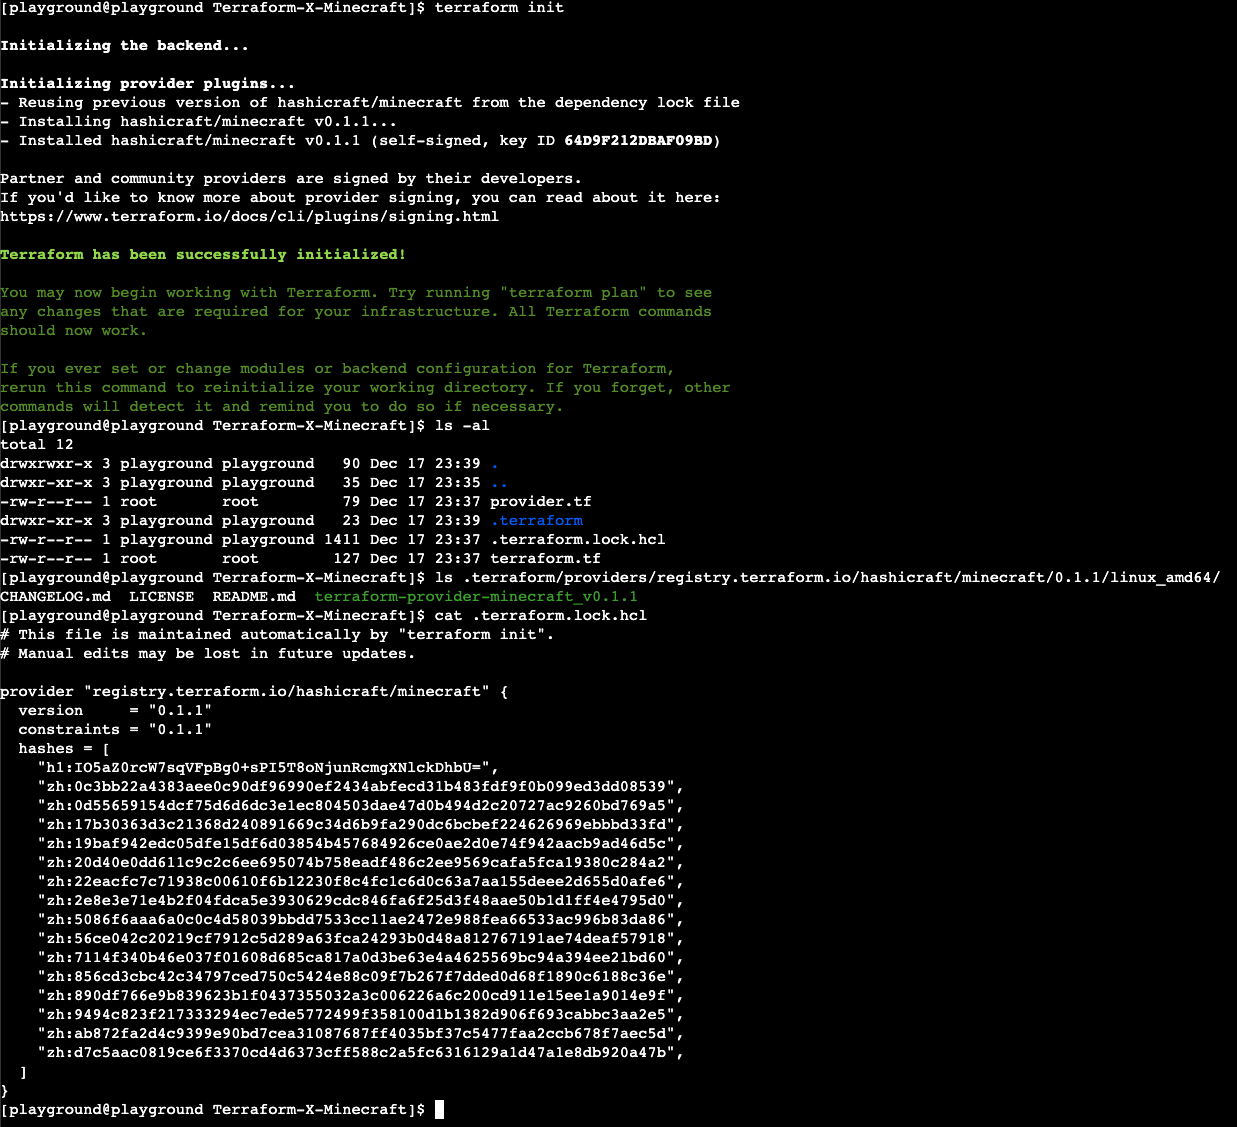 [playground@playground Terraform-X-Minecraft]$ terraform init
Initializing the backend...
Initializing provider plugins...
- Reusing previous version of hashicraft/minecraft from the dependency lock file
- Installing hashicraft/minecraft v0.1.1...
- Installed hashicraft/minecraft v0.1.1 (self-signed, key ID 64D9F212DBAF09BD)
Partner and community providers are signed by their developers.
If you'd like to know more about provider signing, you can read about it here:
https://www.terraform.io/docs/cli/plugins/signing.html
Terraform has been successfully initialized!
You may now begin working with Terraform. Try running "terraform plan" to see
any changes that are required for your infrastructure. All Terraform commands
should now work.
If you ever set or change modules or backend configuration for Terraform,
rerun this command to reinitialize your working directory. If you forget, other
commands will detect it and remind you to do so if necessary.
[playground@playground Terraform-X-Minecraft]$ ls -al
total 12
drwxrwxr-x 3 playground playground   90 Dec 17 23:39 .
drwxr-xr-x 3 playground playground   35 Dec 17 23:35 ..
-rw-r--r-- 1 root       root         79 Dec 17 23:37 provider.tf
drwxr-xr-x 3 playground playground   23 Dec 17 23:39 .terraform
-rw-r--r-- 1 playground playground 1411 Dec 17 23:37 .terraform.lock.hcl
-rw-r--r-- 1 root       root        127 Dec 17 23:37 terraform.tf
[playground@playground Terraform-X-Minecraft]$ ls .terraform/providers/registry.terraform.io/hashicraft/minecraft/0.1.1/linux_amd64/
CHANGELOG.md  LICENSE  README.md  terraform-provider-minecraft_v0.1.1
[playground@playground Terraform-X-Minecraft]$ cat .terraform.lock.hcl
# This file is maintained automatically by "terraform init".
# Manual edits may be lost in future updates.
provider "registry.terraform.io/hashicraft/minecraft" {
  version     = "0.1.1"
  constraints = "0.1.1"
  hashes = [
    "h1:IO5aZ0rcW7sqVFpBg0+sPI5T8oNjunRcmgXNlckDhbU=",
    "zh:0c3bb22a4383aee0c90df96990ef2434abfecd31b483fdf9f0b099ed3dd08539",
    "zh:0d55659154dcf75d6d6dc3e1ec804503dae47d0b494d2c20727ac9260bd769a5",
    "zh:17b30363d3c21368d240891669c34d6b9fa290dc6bcbef224626969ebbbd33fd",
    "zh:19baf942edc05dfe15df6d03854b457684926ce0ae2d0e74f942aacb9ad46d5c",
    "zh:20d40e0dd611c9c2c6ee695074b758eadf486c2ee9569cafa5fca19380c284a2",
    "zh:22eacfc7c71938c00610f6b12230f8c4fc1c6d0c63a7aa155deee2d655d0afe6",
    "zh:2e8e3e71e4b2f04fdca5e3930629cdc846fa6f25d3f48aae50b1d1ff4e4795d0",
    "zh:5086f6aaa6a0c0c4d58039bbdd7533cc11ae2472e988fea66533ac996b83da86",
    "zh:56ce042c20219cf7912c5d289a63fca24293b0d48a812767191ae74deaf57918",
    "zh:7114f340b46e037f01608d685ca817a0d3be63e4a4625569bc94a394ee21bd60",
    "zh:856cd3cbc42c34797ced750c5424e88c09f7b267f7dded0d68f1890c6188c36e",
    "zh:890df766e9b839623b1f0437355032a3c006226a6c200cd911e15ee1a9014e9f",
    "zh:9494c823f217333294ec7ede5772499f358100d1b1382d906f693cabbc3aa2e5",
    "zh:ab872fa2d4c9399e90bd7cea31087687ff4035bf37c5477faa2ccb678f7aec5d",
    "zh:d7c5aac0819ce6f3370cd4d6373cff588c2a5fc6316129a1d47a1e8db920a47b",
  ]
}
[playground@playground Terraform-X-Minecraft]$